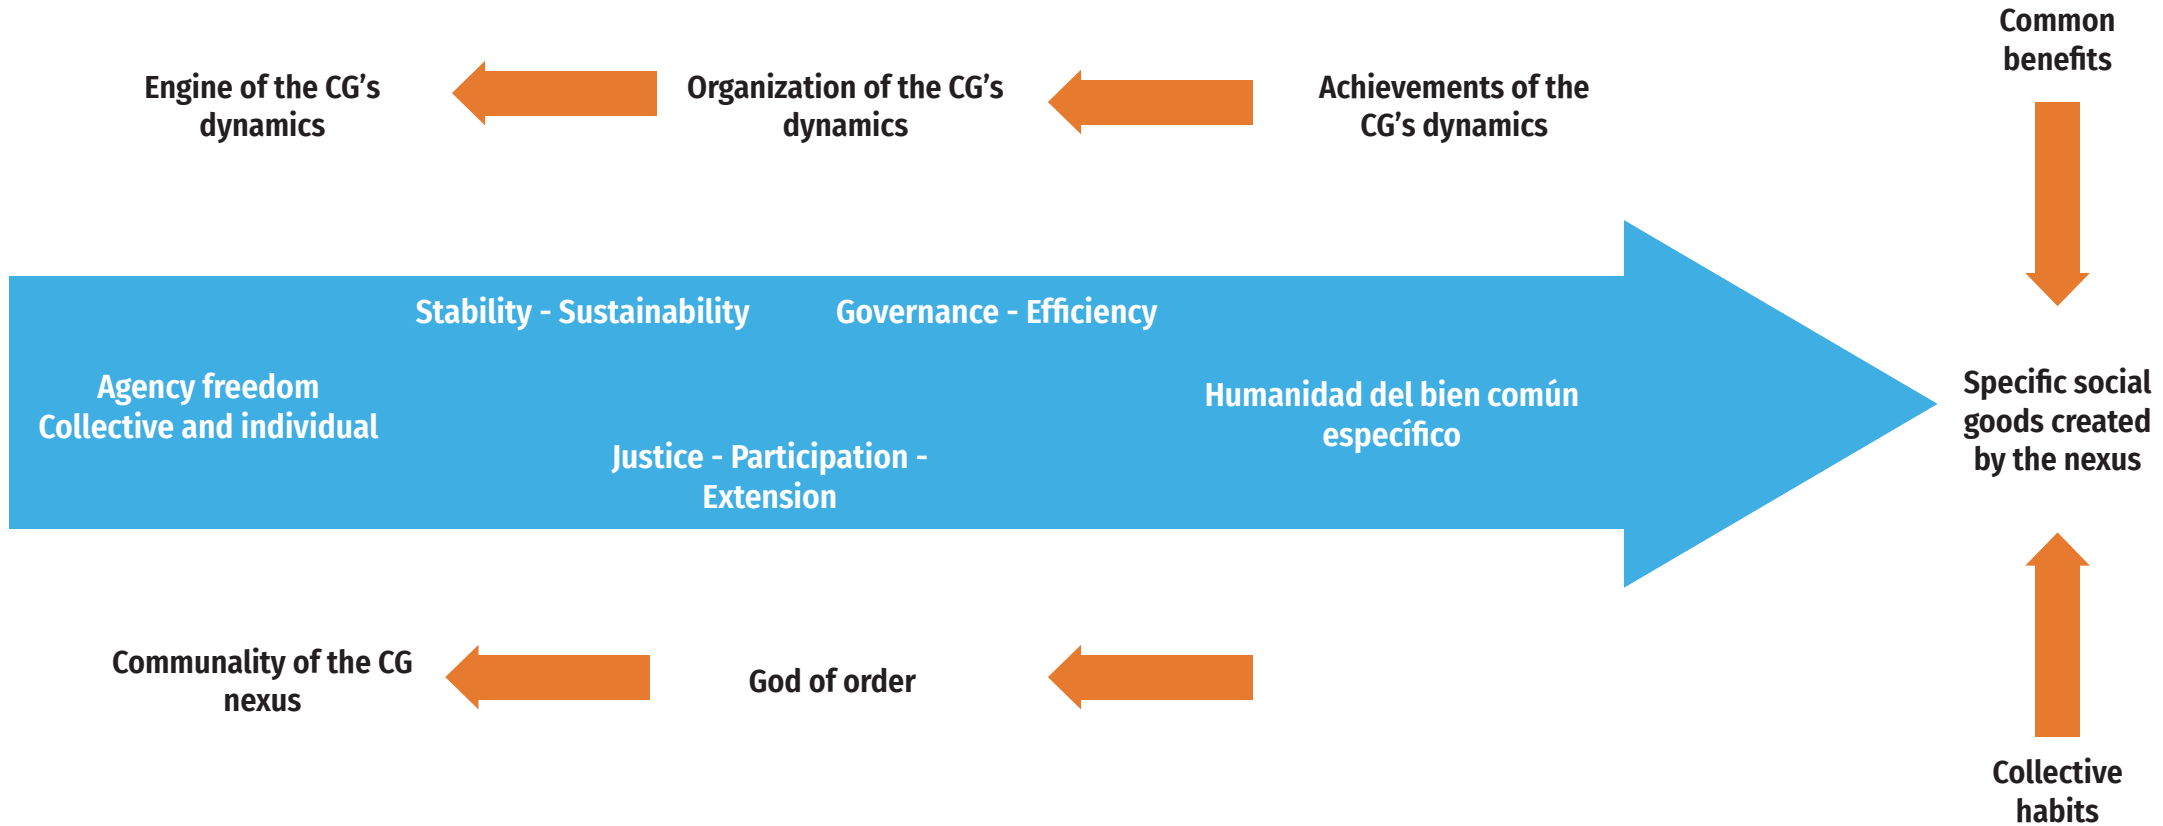 Common
benefits
Engine of the CG’s
dynamics
Organization of the CG’s
dynamics
Achievements of the
CG’s dynamics
Stability - Sustainability
Governance - Efficiency
Agency freedom
Collective and individual
Justice - Participation -
Extension
Humanidad del bien común
específico
Specific social
goods created
by the nexus
Communality of the CG
nexus
God of order
Collective
habits